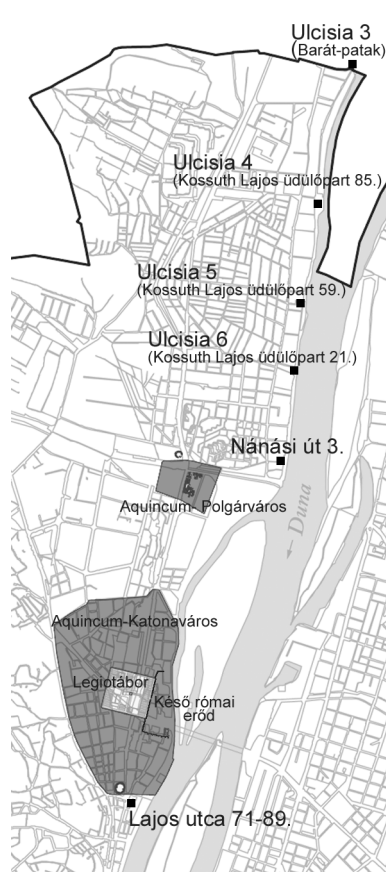 Ulcisia 3
(Barát-patak)
Ulcisia 4
(Kossuth Lajos üdülőpart 85.)
Ulcisia 5
(Kossuth Lajos üdülőpart 59.)
Ulcisia 6
(Kossuth Lajos üdülőpart 21.)
Nánási út 3.
Aquincum- Polgárváros
Duna
Aquincum-Katonaváros
Legiotábor
Késő római
erőd
Lajos utca 71-89.